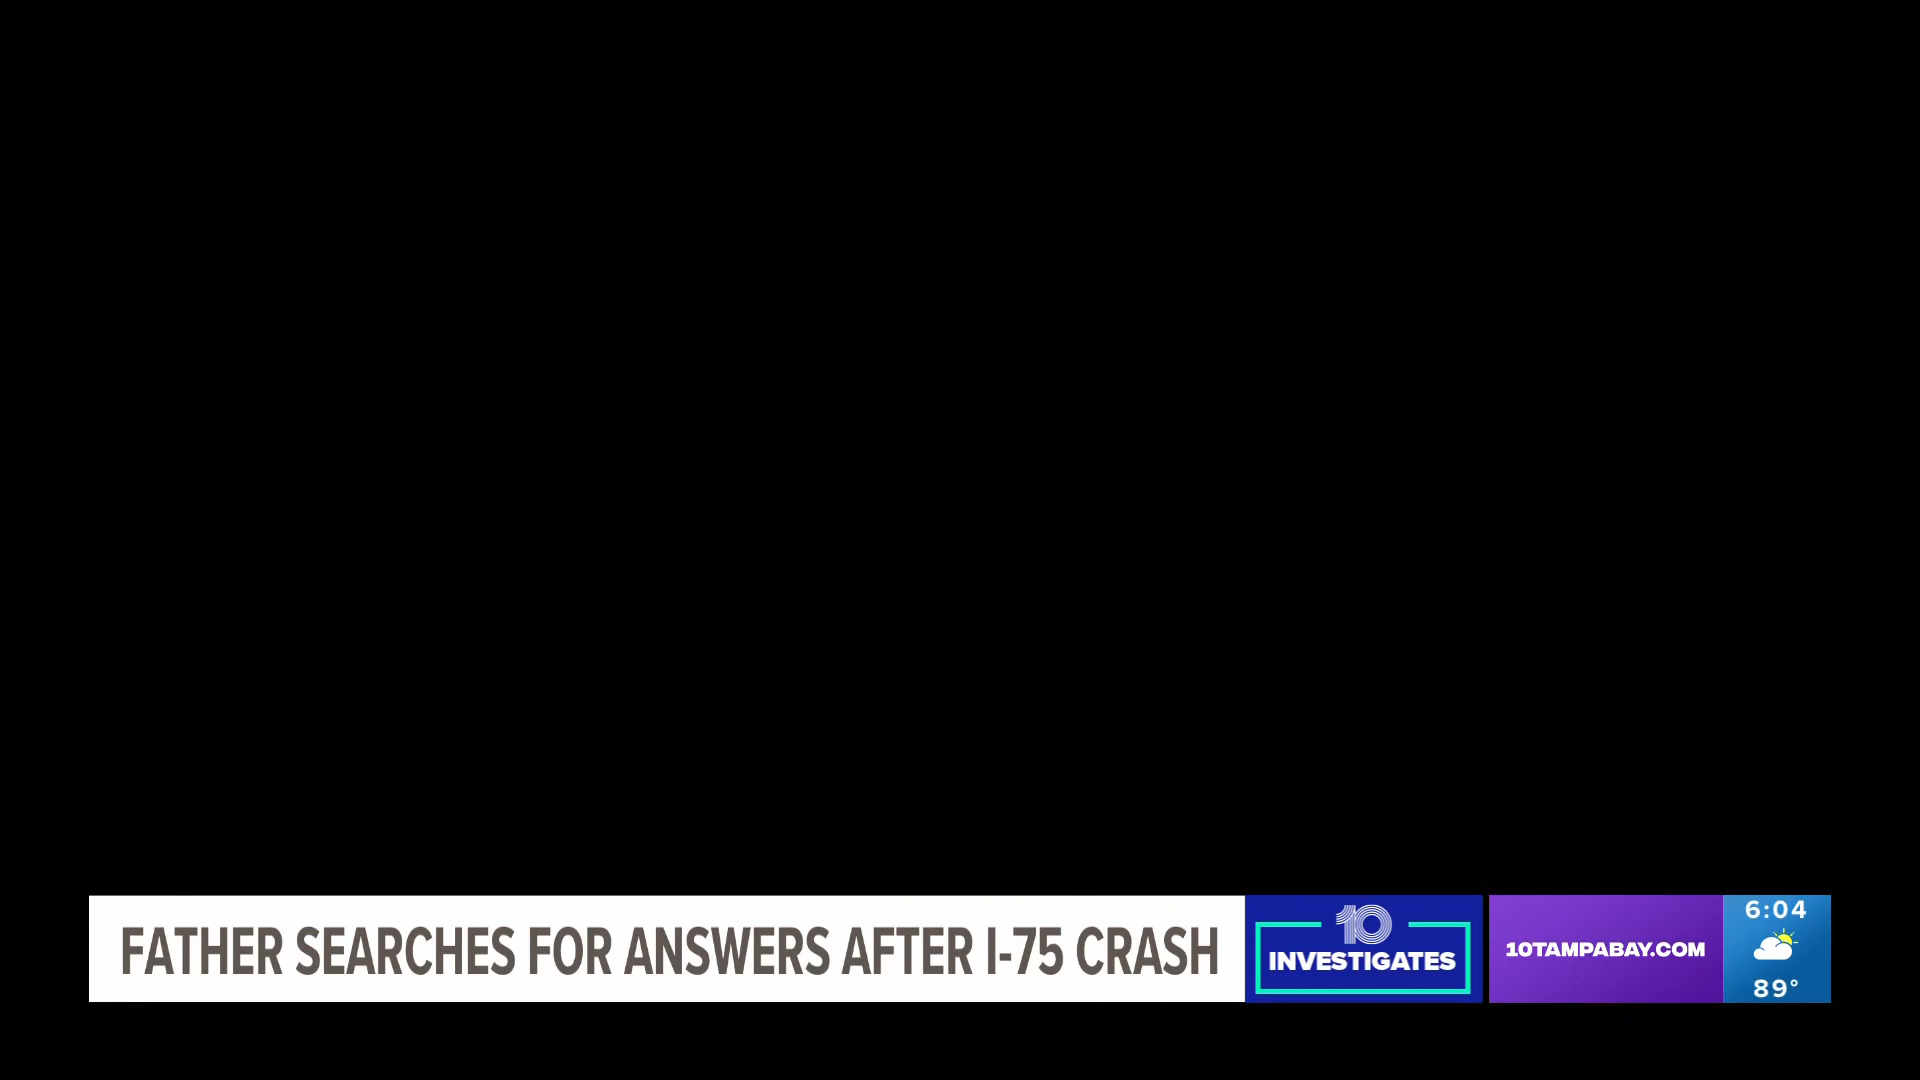 FATHER SEARCHES FOR ANSWERS AFTER I-75 CRASH
10
INVESTIGATES
10TAMPABAY.COM
6:04
89°